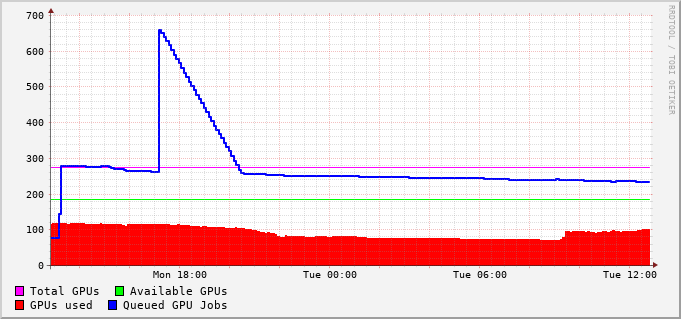 RRDTOOL / TOBI OETIKER
700
600
500
400
300
200
100
0
Mon 18:00 Tue 00:00 Tue 06:00 Tue 12:00
Total GPUs Available GPUs
GPUs used Queued GPU Jobs